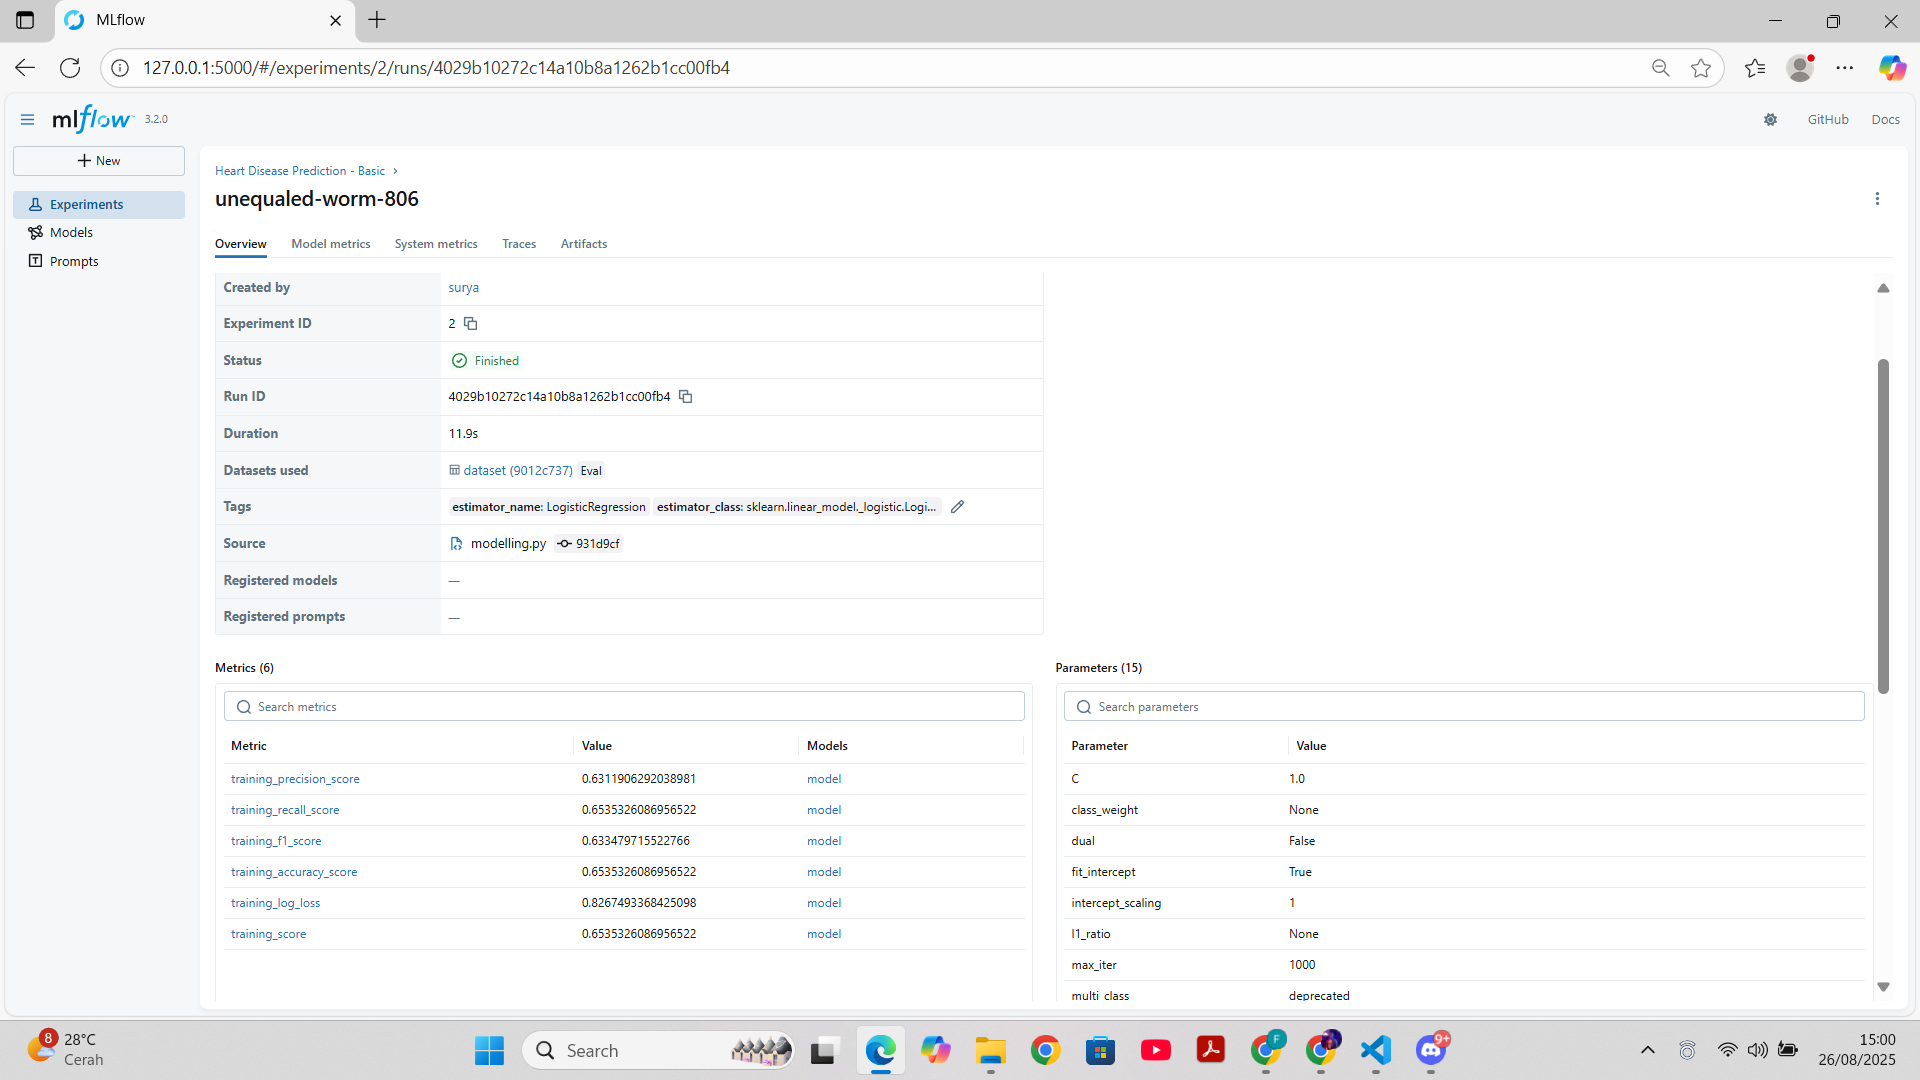 MLflow
127.0.0.1:5000/#/experiments/2/runs/4029b10272c14a10b8a1262b1cc00fb4
mlflow 3.2.0
GitHub Docs
New
Experiments
Models
Prompts
Heart Disease Prediction - Basic
unequaled-worm-806
Overview Model metrics System metrics Traces Artifacts
Created by surya
Experiment ID 2
Status Finished
Run ID 4029b10272c14a10b8a1262b1cc00fb4
Duration 11.9s
Datasets used dataset (9012c737) Eval
Tags estimator_name: LogisticRegression estimator_class: sklearn.linear_model._logistic.Logi...
Source modelling.py 931d9cf
Registered models —
Registered prompts —
Metrics (6)
Search metrics
Metric Value Models
training_precision_score 0.6311906292038981 model
training_recall_score 0.6535326086956522 model
training_f1_score 0.633479715522766 model
training_accuracy_score 0.6535326086956522 model
training_log_loss 0.8267493368425098 model
training_score 0.6535326086956522 model
Parameters (15)
Search parameters
Parameter Value
C 1.0
class_weight None
dual False
fit_intercept True
intercept_scaling 1
l1_ratio None
max_iter 1000
multi_class deprecated
8
28°C
Cerah
Search
F
9+
15:00
26/08/2025